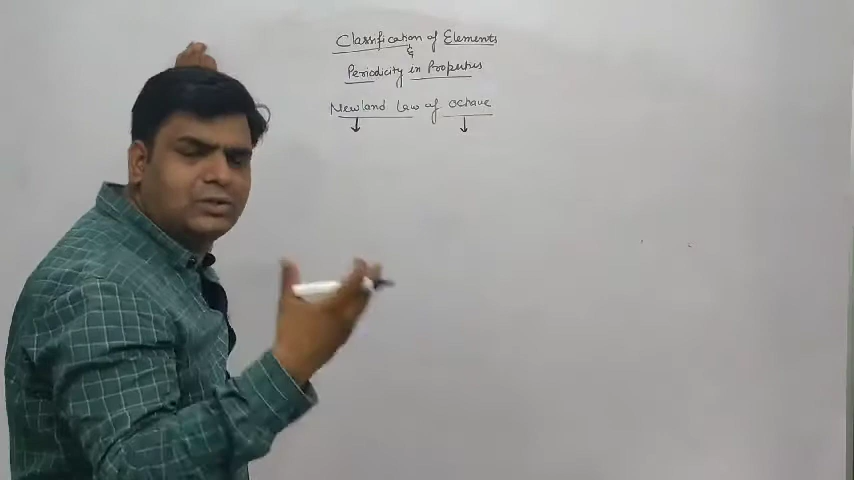 Classification of Elements
&
Periodicity in Properties
Newland Law of Octave